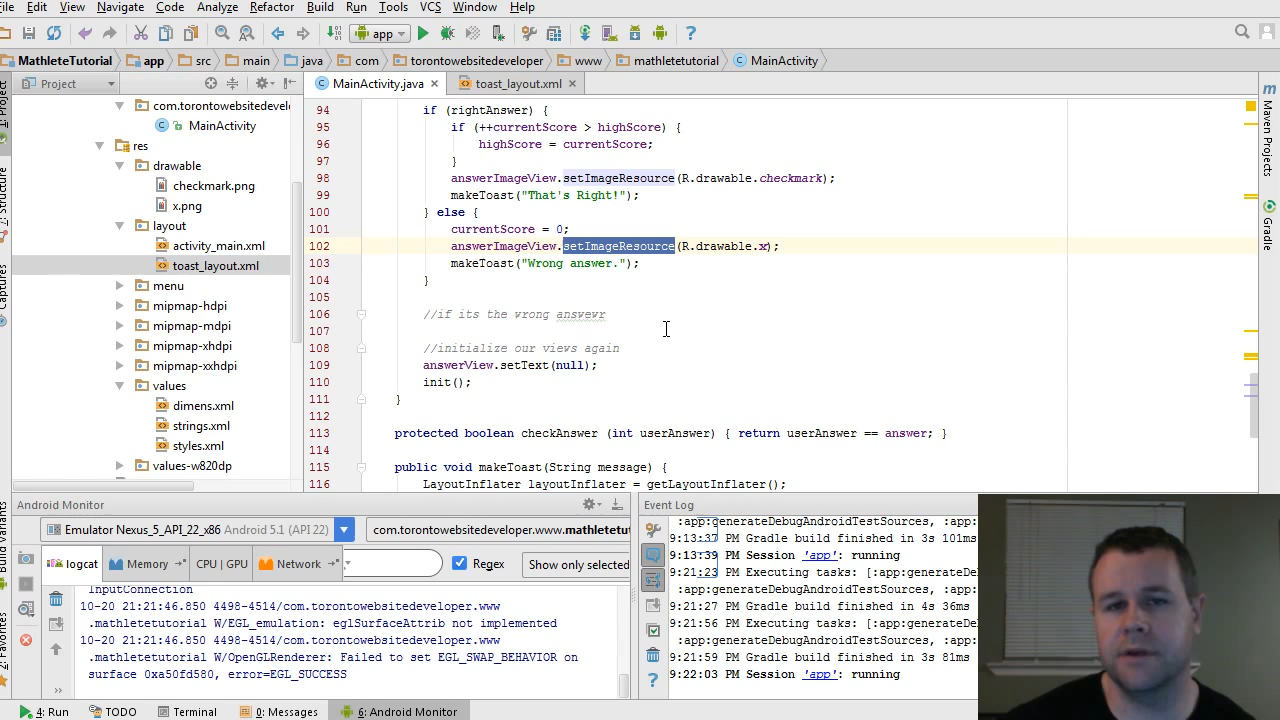 File Edit View Navigate Code Analyze Refactor Build Run Tools VCS Window Help
app
MathleteTutorial app src main java com torontowebsitedeveloper www mathletetutorial MainActivity
Project MainActivity.java toast_layout.xml
1: Project
Structure
Captures
Build Variants
Favorites
Maven Projects
Gradle
com.torontowebsitedevel
MainActivity
res
drawable
checkmark.png
x.png
layout
activity_main.xml
toast_layout.xml
menu
mipmap-hdpi
mipmap-mdpi
mipmap-xhdpi
mipmap-xxhdpi
values
dimens.xml
strings.xml
styles.xml
values-w820dp
94 if (rightAnswer) {
95 if (++currentScore > highScore) {
96 highScore = currentScore;
97 }
98 answerImageView.setImageResource(R.drawable.checkmark);
99 makeToast("That's Right!");
100 } else {
101 currentScore = 0;
102 answerImageView.setImageResource(R.drawable.x);
103 makeToast("Wrong answer.");
104 }
105
106 //if its the wrong answewr
107
108 //initialize our views again
109 answerView.setText(null);
110 init();
111 }
112
113 protected boolean checkAnswer (int userAnswer) { return userAnswer == answer; }
114
115 public void makeToast(String message) {
116 LayoutInflater layoutInflater = getLayoutInflater();
Android Monitor
Emulator Nexus_5_API_22_x86 Android 5.1 (API 22) com.torontowebsitedeveloper.www.mathletetut
logcat Memory CPU | GPU Network Regex Show only selected
InputConnection
10-20 21:21:46.850 4498-4514/com.torontowebsitedeveloper.www
.mathletetutorial W/EGL_emulation: eglSurfaceAttrib not implemented
10-20 21:21:46.850 4498-4514/com.torontowebsitedeveloper.www
.mathletetutorial W/OpenGLRenderer: Failed to set EGL_SWAP_BEHAVIOR on
surface 0xa50fd580, error=EGL_SUCCESS
Event Log
:app:generateDebugAndroidTestSources, :app:
9:13:37 PM Gradle build finished in 3s 101ms
9:13:39 PM Session 'app': running
9:21:23 PM Executing tasks: [:app:generateDe
:app:generateDebugAndroidTestSources, :app:
9:21:27 PM Gradle build finished in 4s 36ms
9:21:56 PM Executing tasks: [:app:generateDe
:app:generateDebugAndroidTestSources, :app:
9:21:59 PM Gradle build finished in 3s 81ms
9:22:03 PM Session 'app': running
4: Run TODO Terminal 0: Messages 6: Android Monitor